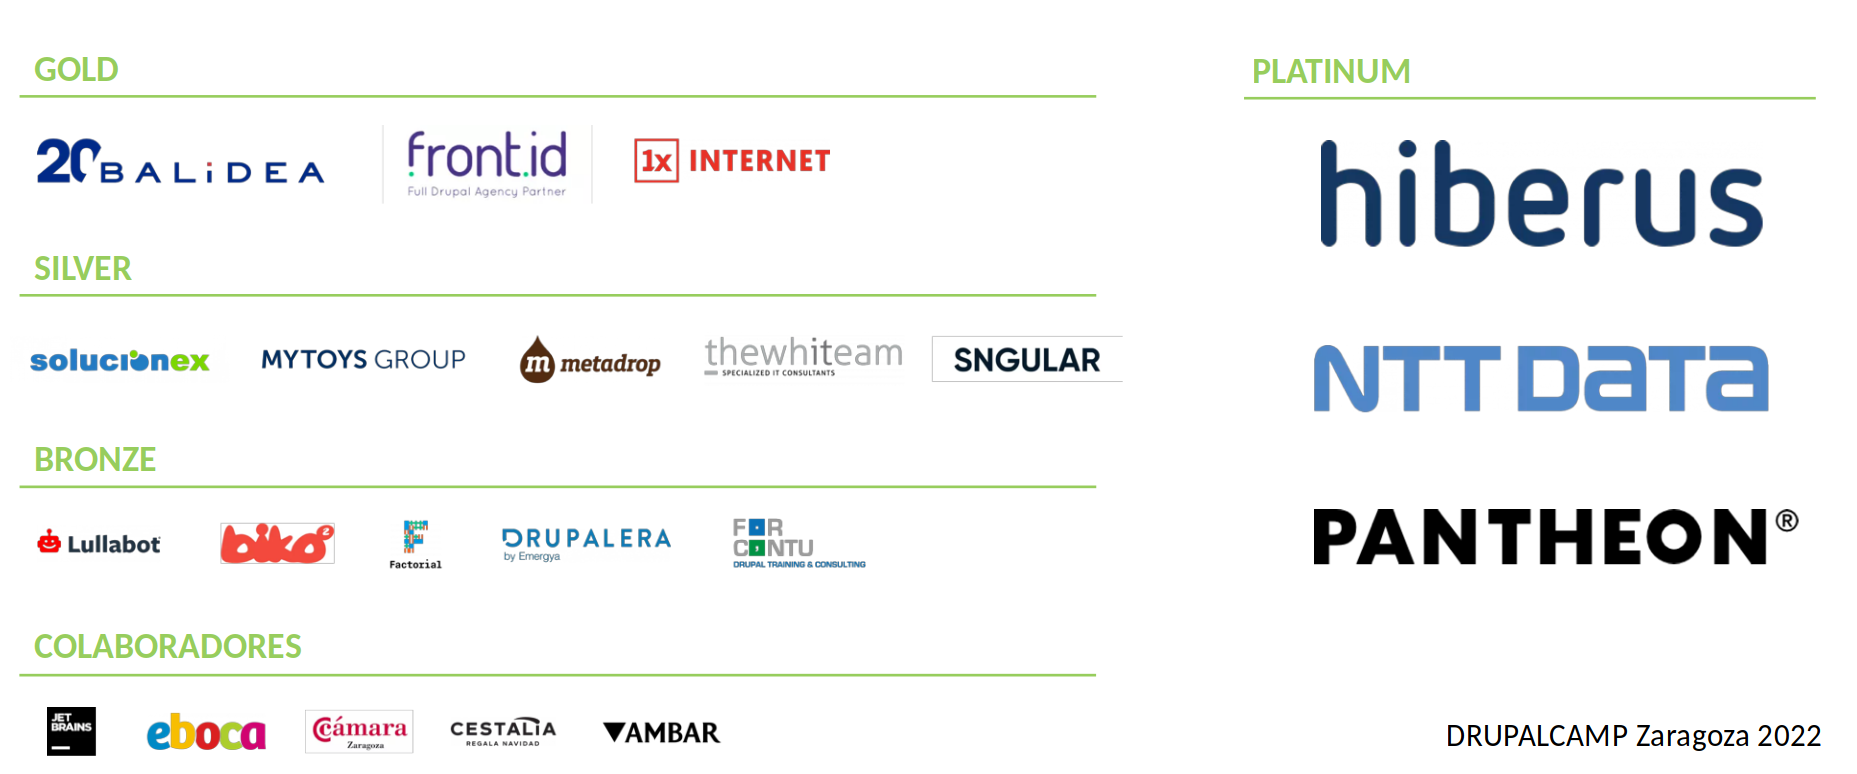 GOLD
20 BALiDEA
front.id
Full Drupal Agency Partner
1x INTERNET
SILVER
solucionex
MYTOYS GROUP
m metadrop
thewhiteam
SPECIALIZED IT CONSULTANTS
SNGULAR
BRONZE
Lullabot
biko2
F
Factorial
DRUPALERA
by Emergya
FOR
CONTU
DRUPAL TRAINING & CONSULTING
COLABORADORES
JET
BRAINS
eboca
Cámara
Zaragoza
CESTALiA
REGALA NAVIDAD
AMBAR
PLATINUM
hiberus
NTT DATA
PANTHEON®
DRUPALCAMP Zaragoza 2022